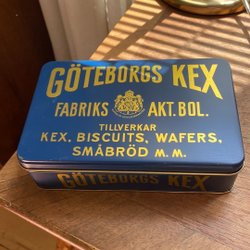 GÖTEBORGS KEX
FABRIKS AKT. BOL.
TILLVERKAR
KEX, BISCUITS, WAFERS,
SMÅBRÖD M. M.
GÖTEBORGS KEX